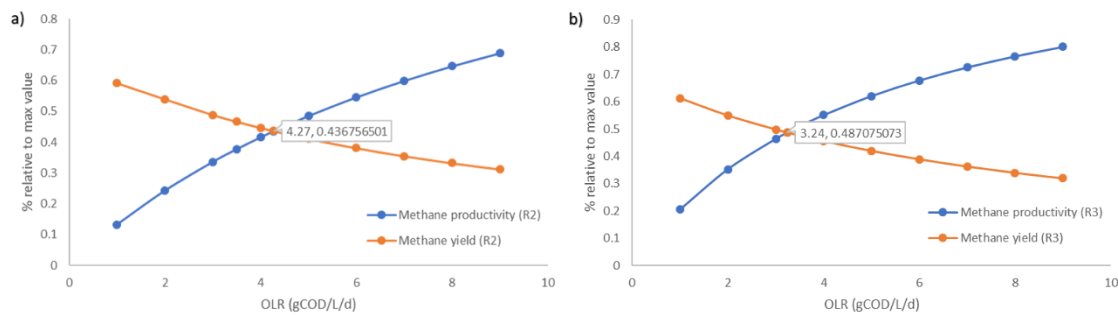 a)
% relative to max value
0.8
0.7
0.6
0.5
0.4
0.3
0.2
0.1
0
4.27, 0.436756501
Methane productivity (R2)
Methane yield (R2)
0 2 4 6 8 10
OLR (gCOD/L/d)
b)
% relative to max value
0.9
0.8
0.7
0.6
0.5
0.4
0.3
0.2
0.1
0
3.24, 0.487075073
Methane productivity (R3)
Methane yield (R3)
0 2 4 6 8 10
OLR (gCOD/L/d)